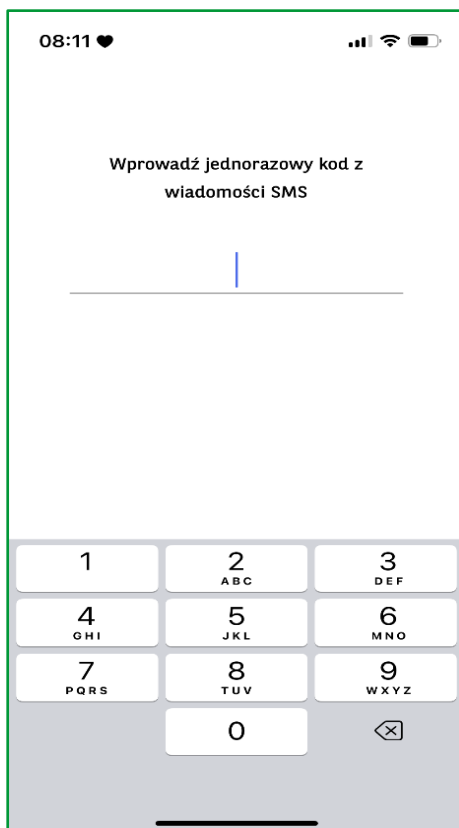 08:11
Wprowadź jednorazowy kod z
wiadomości SMS
1 2 3
ABC DEF
4 5 6
GHI JKL MNO
7 8 9
PQRS TUV WXYZ
0